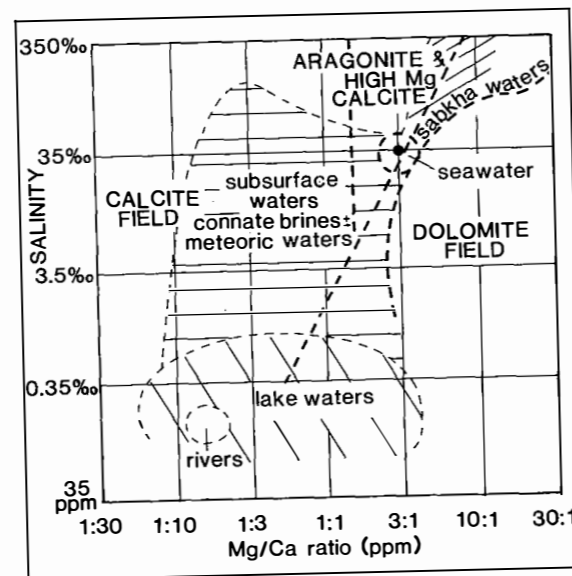 350‰
ARAGONITE &
HIGH Mg
CALCITE
sabkha waters
35‰
seawater
SALINITY
CALCITE
FIELD
subsurface
waters
connate brines±
meteoric waters
DOLOMITE
FIELD
3.5‰
0.35‰
lake waters
rivers
35
ppm
1:30 1:10 1:3 1:1 3:1 10:1 30:1
Mg/Ca ratio (ppm)